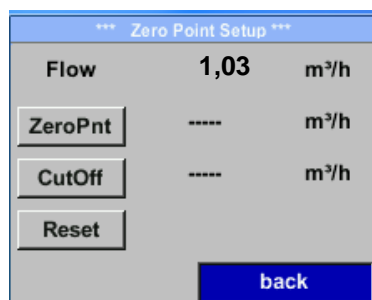 *** Zero Point Setup ***
Flow 1,03 m³/h
ZeroPnt ----- m³/h
CutOff ----- m³/h
Reset
back